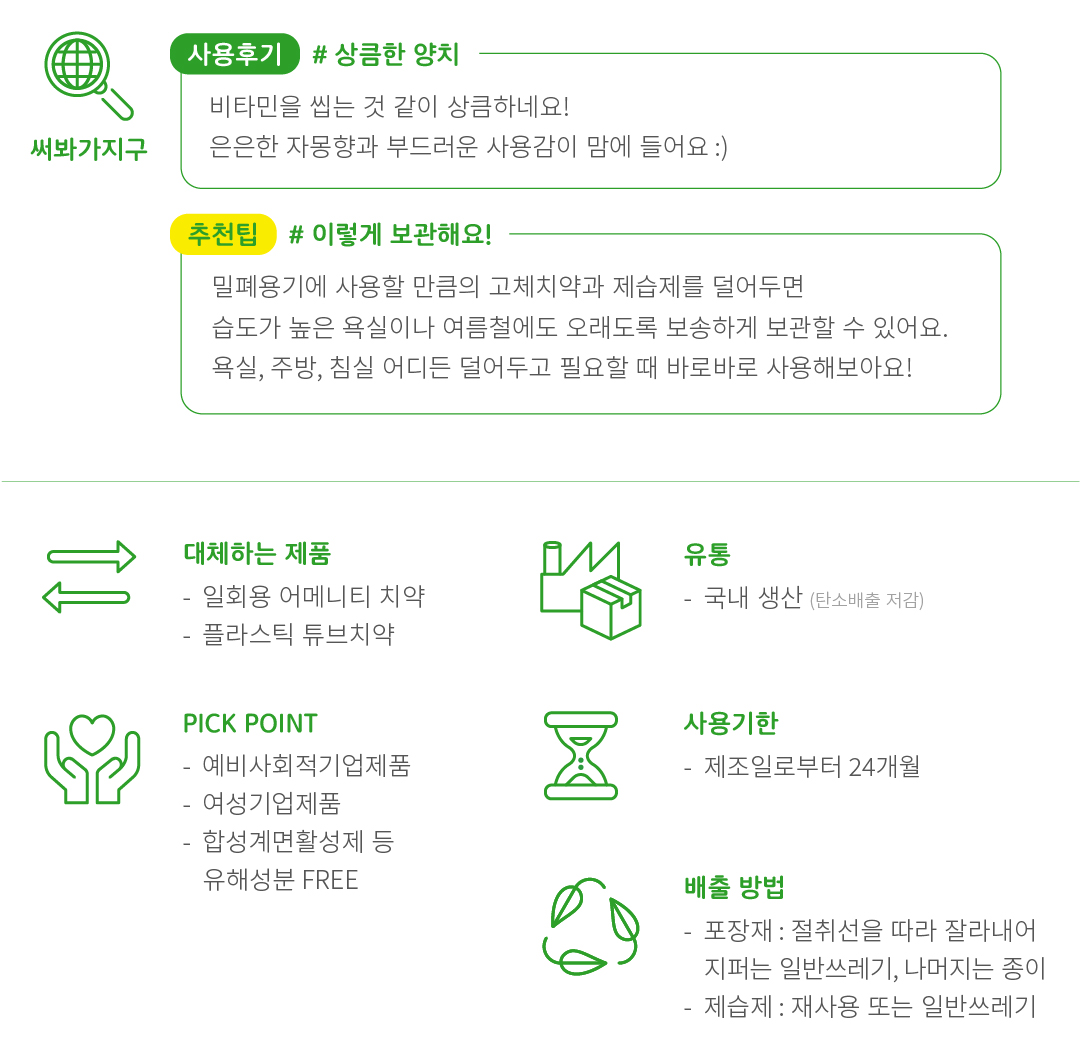 써봐가지구
사용후기 # 상큼한 양치
비타민을 씹는 것 같이 상큼하네요!
은은한 자몽향과 부드러운 사용감이 맘에 들어요 :)
추천팁 # 이렇게 보관해요!
밀폐용기에 사용할 만큼의 고체치약과 제습제를 덜어두면
습도가 높은 욕실이나 여름철에도 오래도록 보송하게 보관할 수 있어요.
욕실, 주방, 침실 어디든 덜어두고 필요할 때 바로바로 사용해보아요!
대체하는 제품
- 일회용 어메니티 치약
- 플라스틱 튜브치약
유통
- 국내 생산 (탄소배출 저감)
PICK POINT
- 예비사회적기업제품
- 여성기업제품
- 합성계면활성제 등
유해성분 FREE
사용기한
- 제조일로부터 24개월
배출 방법
- 포장재 : 절취선을 따라 잘라내어
지퍼는 일반쓰레기, 나머지는 종이
- 제습제 : 재사용 또는 일반쓰레기